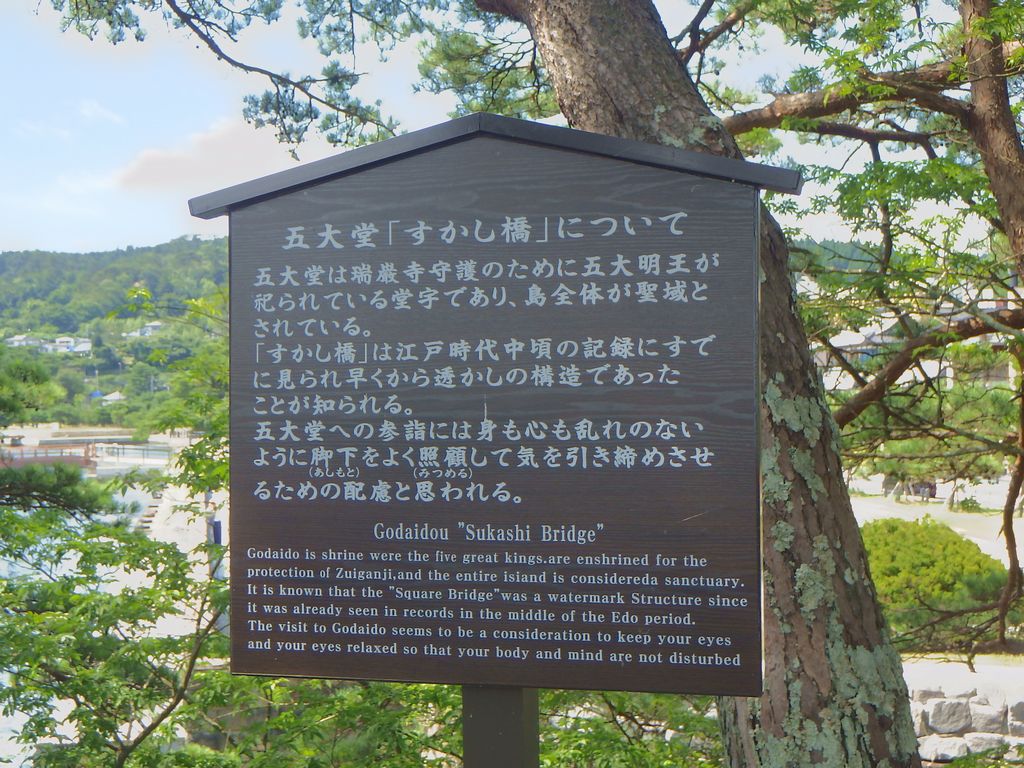 五大堂「すかし橋」について
五大堂は瑞巌寺守護のために五大明王が
祀られている堂宇であり、島全体が聖域と
されている。
「すかし橋」は江戸時代中頃の記録にすで
に見られ早くから透かしの構造であった
ことが知られる。
五大堂への参詣には身も心も乱れのない
ように脚下をよく照顧して気を引き締めさせ
(あしもと) (みつめる)
るための配慮と思われる。
Godaidou "Sukashi Bridge"
Godaido is shrine were the five great kings.are enshrined for the
protection of Zuiganji,and the entire isiand is considereda sanctuary.
It is known that the "Square Bridge"was a watermark Structure since
it was already seen in records in the middle of the Edo period.
The visit to Godaido seems to be a consideration to keep your eyes
and your eyes relaxed so that your body and mind are not disturbed